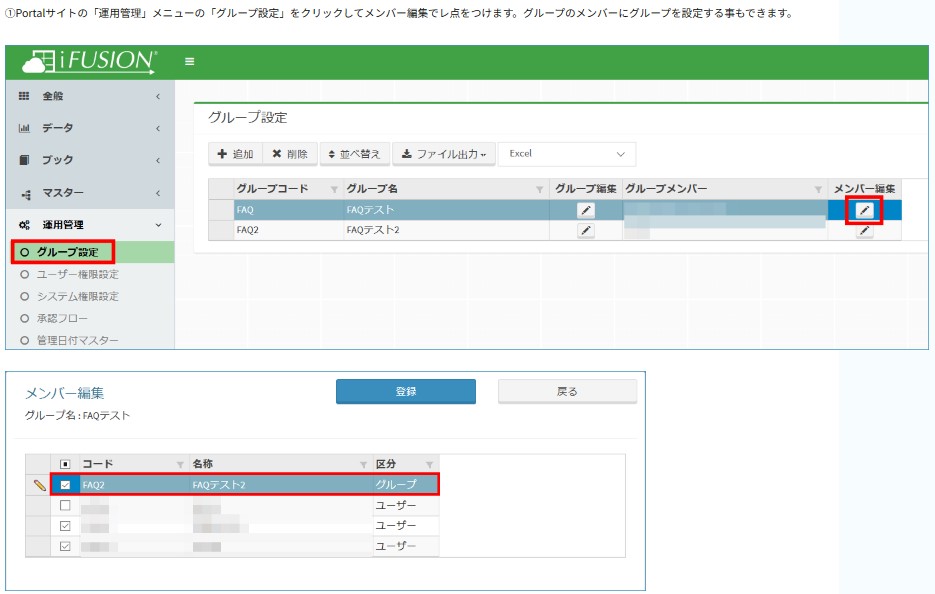 ①Portalサイトの「運用管理」メニューの「グループ設定」をクリックしてメンバー編集でレ点をつけます。グループのメンバーにグループを設定する事もできます。
iFUSION
全般
データ
ブック
マスター
運用管理
グループ設定
ユーザー権限設定
システム権限設定
承認フロー
管理日付マスター
グループ設定
追加 削除 並べ替え ファイル出力 Excel
グループコード グループ名 グループ編集 グループメンバー メンバー編集
FAQ FAQテスト
FAQ2 FAQテスト2
メンバー編集 登録 戻る
グループ名 : FAQテスト
コード 名称 区分
FAQ2 FAQテスト2 グループ
ユーザー
ユーザー
ユーザー